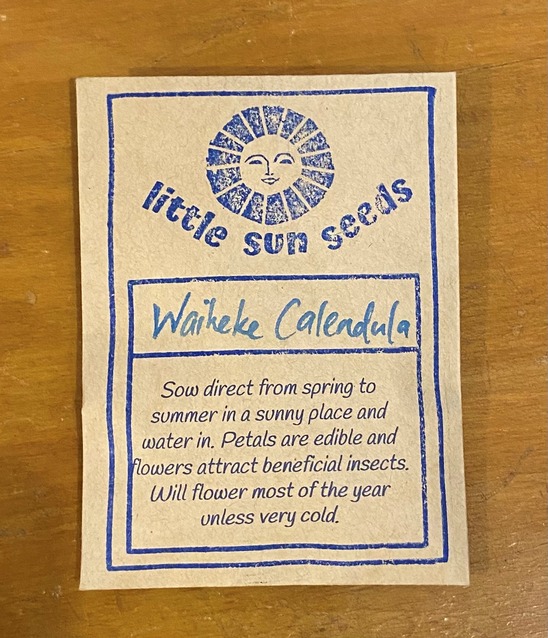 little sun seeds
Waiheke Calendula
Sow direct from spring to
summer in a sunny place and
water in. Petals are edible and
flowers attract beneficial insects.
Will flower most of the year
unless very cold.